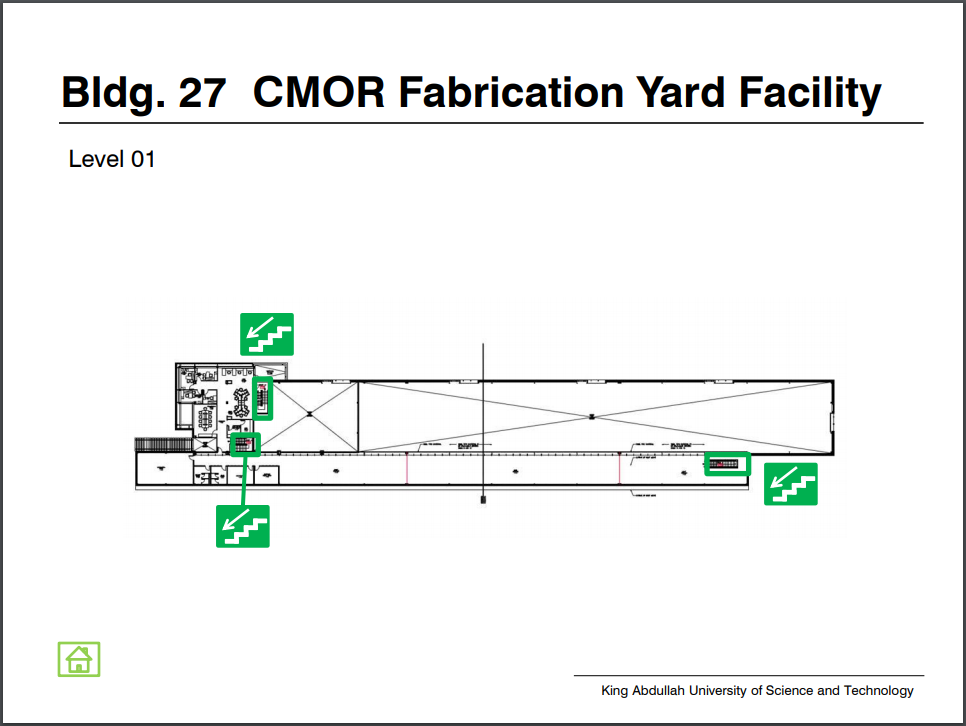 Bldg. 27 CMOR Fabrication Yard Facility
Level 01
King Abdullah University of Science and Technology